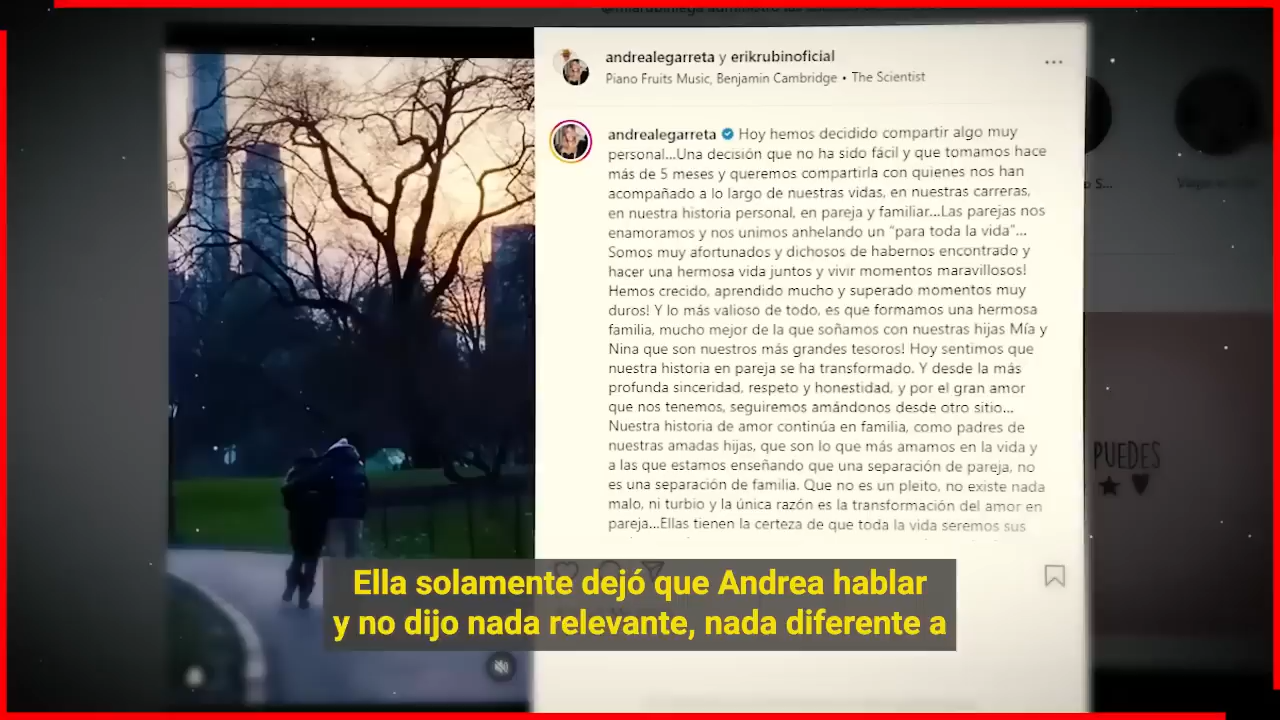 andrealegarreta y erikrubinoficial
Piano Fruits Music, Benjamin Cambridge • The Scientist
andrealegarreta Hoy hemos decidido compartir algo muy
personal...Una decisión que no ha sido fácil y que tomamos hace
más de 5 meses y queremos compartirla con quienes nos han
acompañado a lo largo de nuestras vidas, en nuestras carreras,
en nuestra historia personal, en pareja y familiar...Las parejas nos
enamoramos y nos unimos anhelando un "para toda la vida"...
Somos muy afortunados y dichosos de habernos encontrado y
hacer una hermosa vida juntos y vivir momentos maravillosos!
Hemos crecido, aprendido mucho y superado momentos muy
duros! Y lo más valioso de todo, es que formamos una hermosa
familia, mucho mejor de la que soñamos con nuestras hijas Mía y
Nina que son nuestros más grandes tesoros! Hoy sentimos que
nuestra historia en pareja se ha transformado. Y desde la más
profunda sinceridad, respeto y honestidad, y por el gran amor
que nos tenemos, seguiremos amándonos desde otro sitio...
Nuestra historia de amor continúa en familia, como padres de
nuestras amadas hijas, que son lo que más amamos en la vida y
a las que estamos enseñando que una separación de pareja, no
es una separación de familia. Que no es un pleito, no existe nada
malo, ni turbio y la única razón es la transformación del amor en
pareja...Ellas tienen la certeza de que toda la vida seremos sus
PUEDES
Ella solamente dejó que Andrea hablar
y no dijo nada relevante, nada diferente a